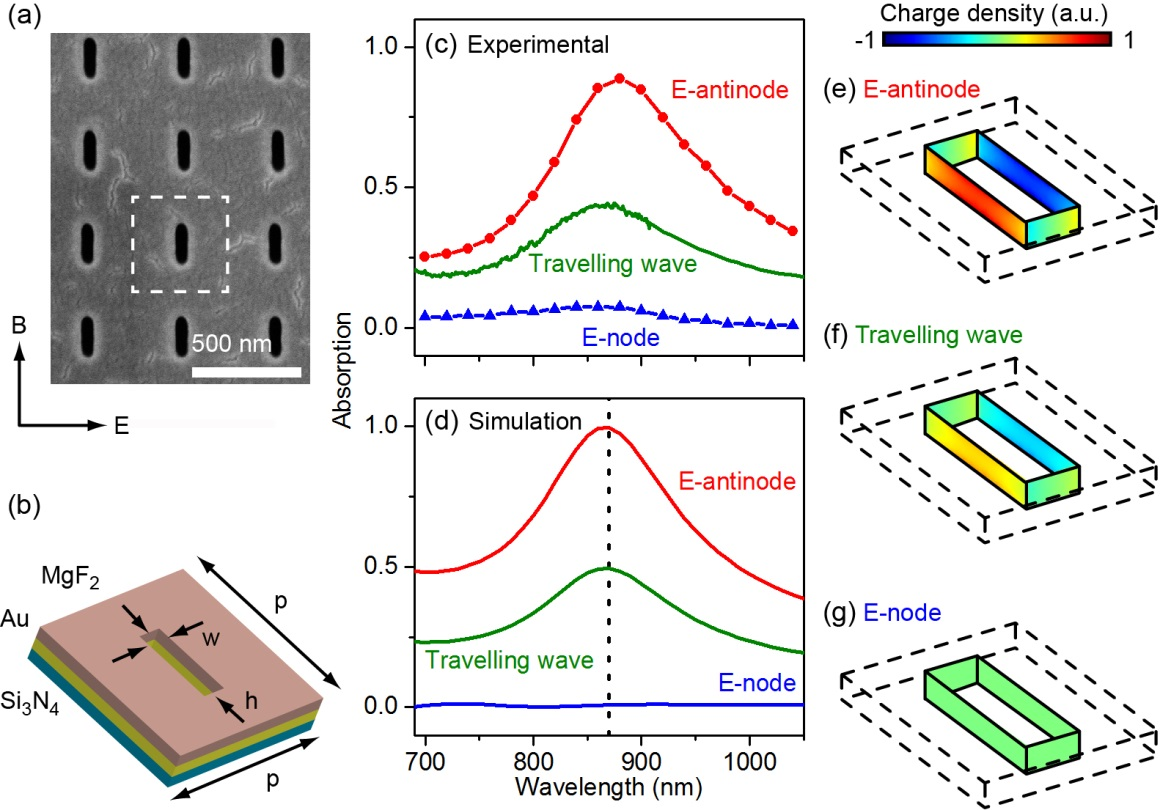 (a)
500 nm
B
E
(b)
MgF2
Au
Si3N4
p
w
h
p
Absorption
1.0
0.5
0.0
(c) Experimental
E-antinode
Travelling wave
E-node
1.0
0.5
0.0
(d) Simulation
E-antinode
Travelling wave
E-node
700
800
900
1000
Wavelength (nm)
Charge density (a.u.)
-1
1
(e) E-antinode
(f) Travelling wave
(g) E-node